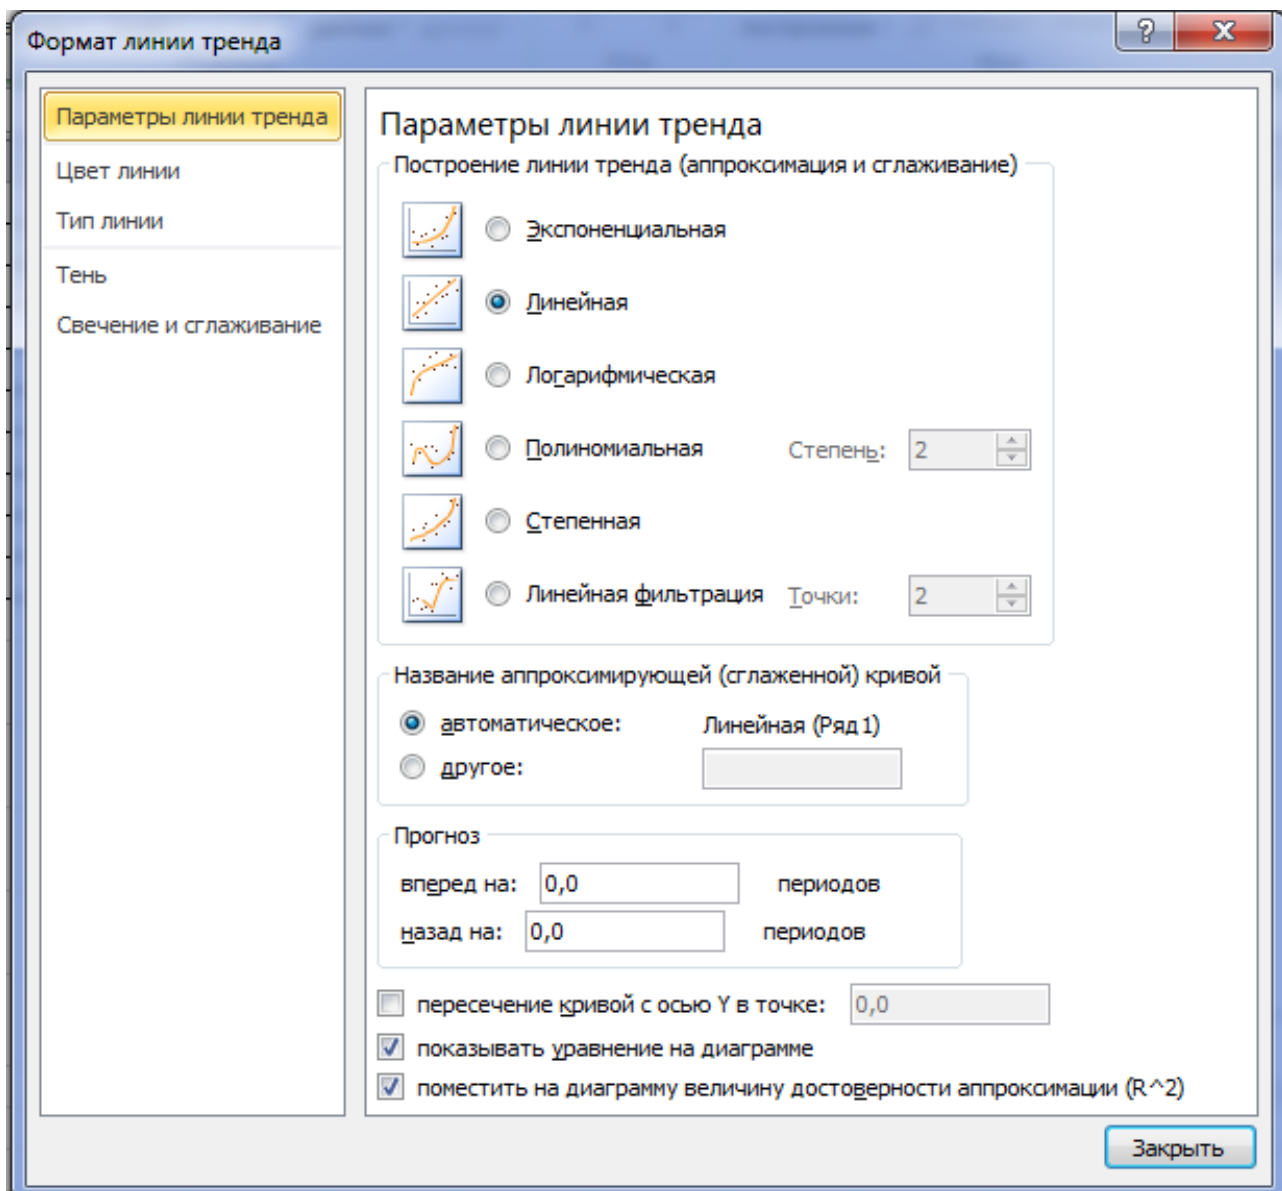 Формат линии тренда
Параметры линии тренда
Цвет линии
Тип линии
Тень
Свечение и сглаживание
Параметры линии тренда
Построение линии тренда (аппроксимация и сглаживание)
Экспоненциальная
Линейная
Логарифмическая
Полиномиальная Степень: 2
Степенная
Линейная фильтрация Точки: 2
Название аппроксимирующей (сглаженной) кривой
автоматическое: Линейная (Ряд1)
другое:
Прогноз
вперед на: 0,0 периодов
назад на: 0,0 периодов
пересечение кривой с осью Y в точке: 0,0
показывать уравнение на диаграмме
поместить на диаграмму величину достоверности аппроксимации (R^2)
Закрыть